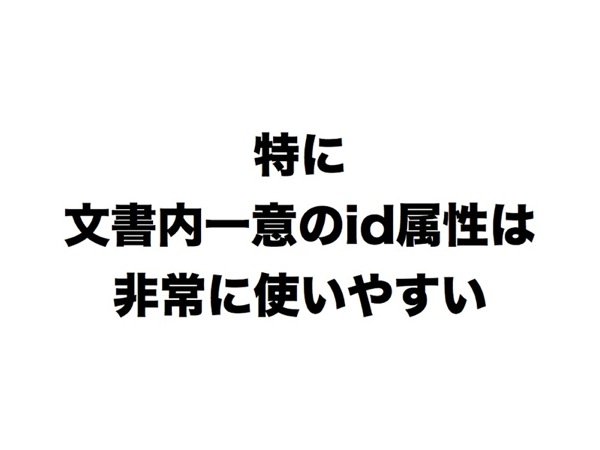 特に
文書内一意のid属性は
非常に使いやすい